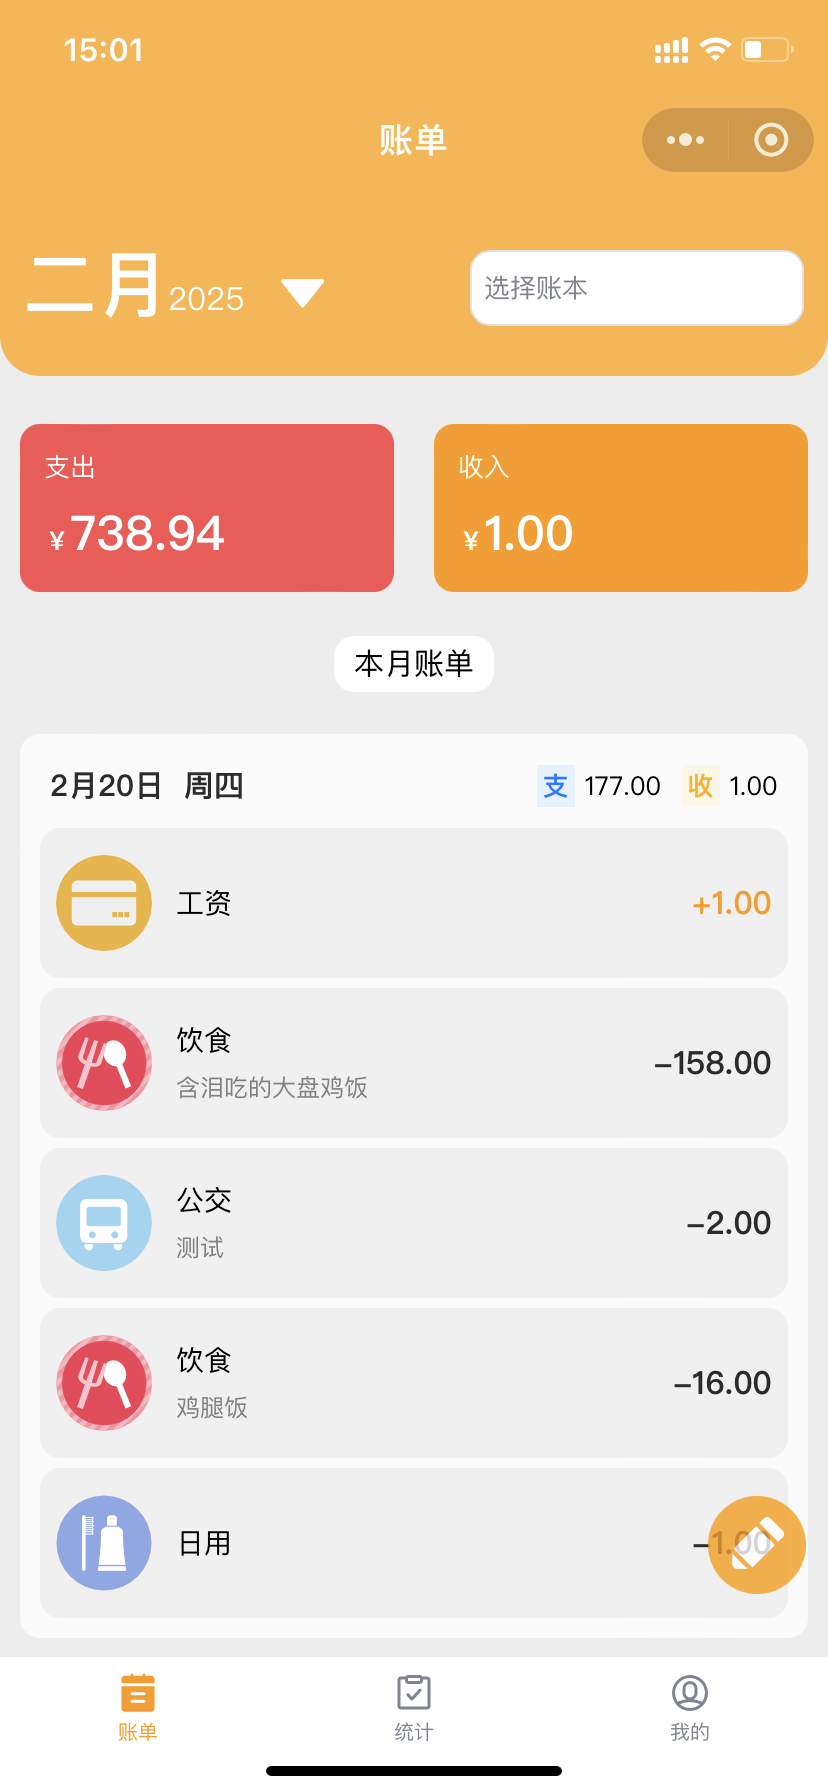 15:01
账单
二月 2025
选择账本
支出
¥738.94
收入
¥1.00
本月账单
2月20日 周四 支 177.00 收 1.00
工资
+1.00
饮食
含泪吃的大盘鸡饭
-158.00
公交
测试
-2.00
饮食
鸡腿饭
-16.00
日用
-1.00
账单
统计
我的